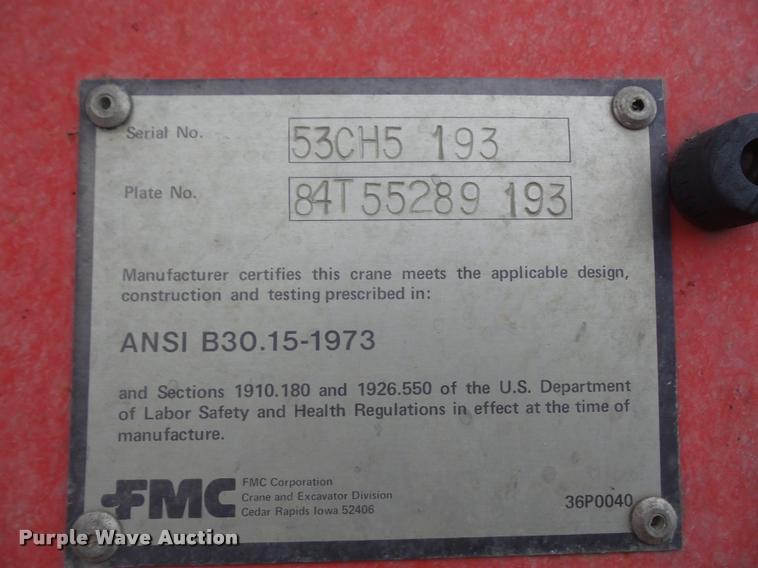 Serial No. 53CH5 193
Plate No. 84T55289 193
Manufacturer certifies this crane meets the applicable design,
construction and testing prescribed in:
ANSI B30.15-1973
and Sections 1910.180 and 1926.550 of the U.S. Department
of Labor Safety and Health Regulations in effect at the time of
manufacture.
FMC
FMC Corporation
Crane and Excavator Division
Cedar Rapids Iowa 52406
36P0040
Purple Wave Auction